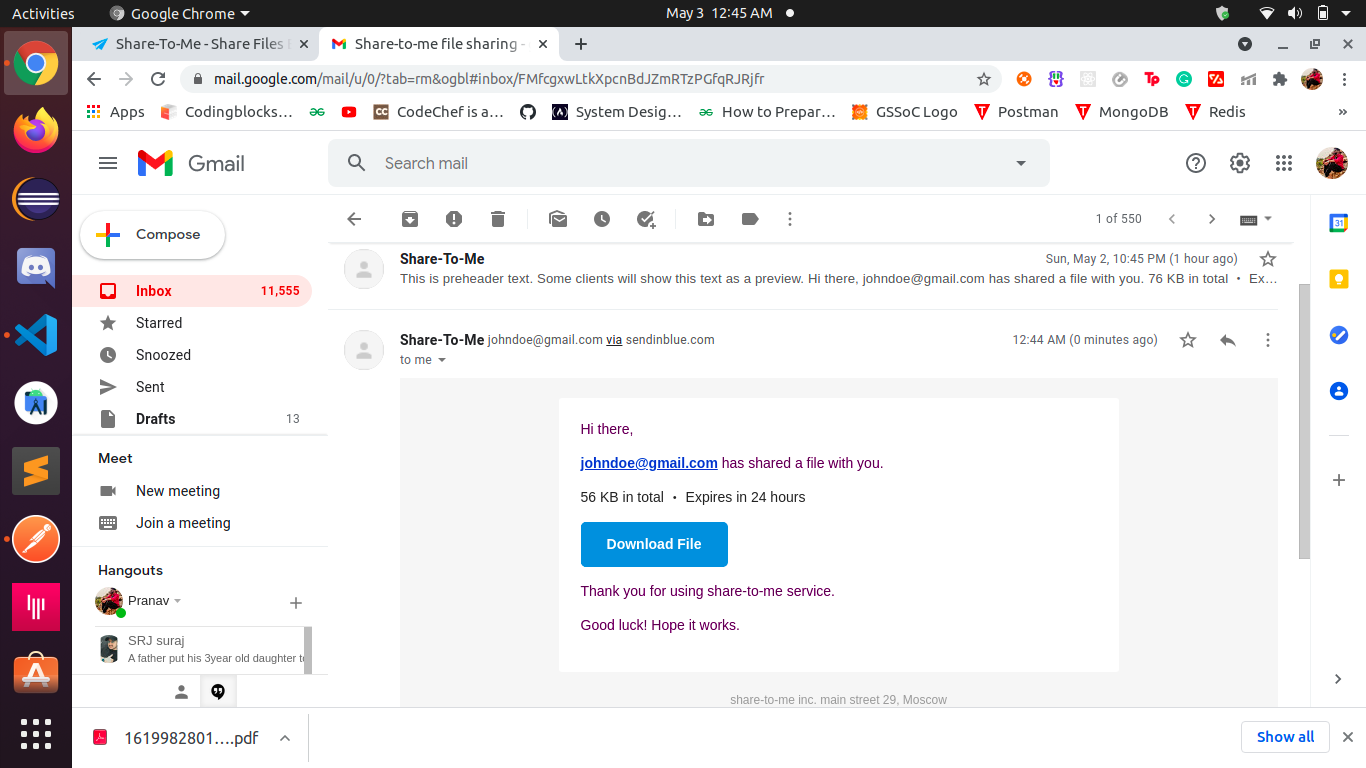 Activities
Google Chrome
May 3 12:45 AM
Share-To-Me - Share Files
Share-to-me file sharing -
mail.google.com/mail/u/0/?tab=rm&ogbl#inbox/FMfcgxwLtkXpcnBdJZmRTzPGfqRJRjfr
Apps
Codingblocks...
CC
CodeChef is a...
System Desig...
How to Prepar...
GSSoC Logo
Postman
MongoDB
Redis
»
Gmail
Search mail
Compose
1 of 550
31
Inbox 11,555
Starred
Snoozed
Sent
Drafts 13
Meet
New meeting
Join a meeting
Hangouts
Pranav
SRJ suraj
A father put his 3year old daughter to
Share-To-Me
Sun, May 2, 10:45 PM (1 hour ago)
This is preheader text. Some clients will show this text as a preview. Hi there, johndoe@gmail.com has shared a file with you. 76 KB in total • Ex...
Share-To-Me johndoe@gmail.com via sendinblue.com
12:44 AM (0 minutes ago)
to me
Hi there,
johndoe@gmail.com has shared a file with you.
56 KB in total • Expires in 24 hours
Download File
Thank you for using share-to-me service.
Good luck! Hope it works.
share-to-me inc. main street 29, Moscow
1619982801....pdf
Show all